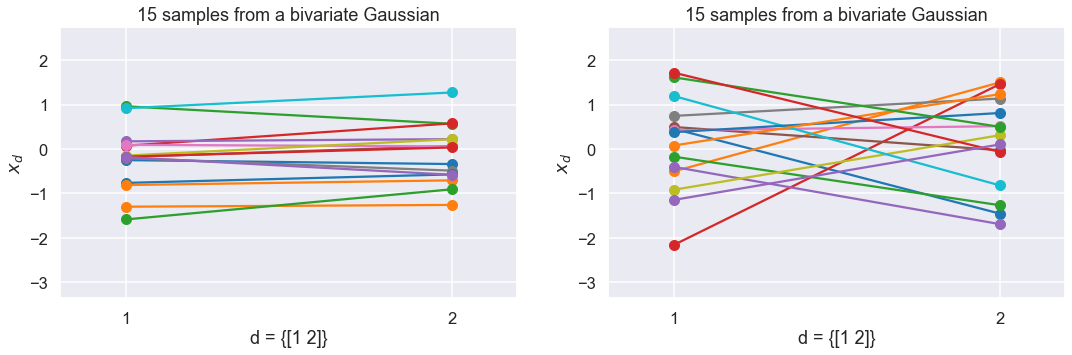 15 samples from a bivariate Gaussian
2
1
0
−1
−2
−3
x_d
1
2
d = {[1 2]}
15 samples from a bivariate Gaussian
2
1
0
−1
−2
−3
x_d
1
2
d = {[1 2]}